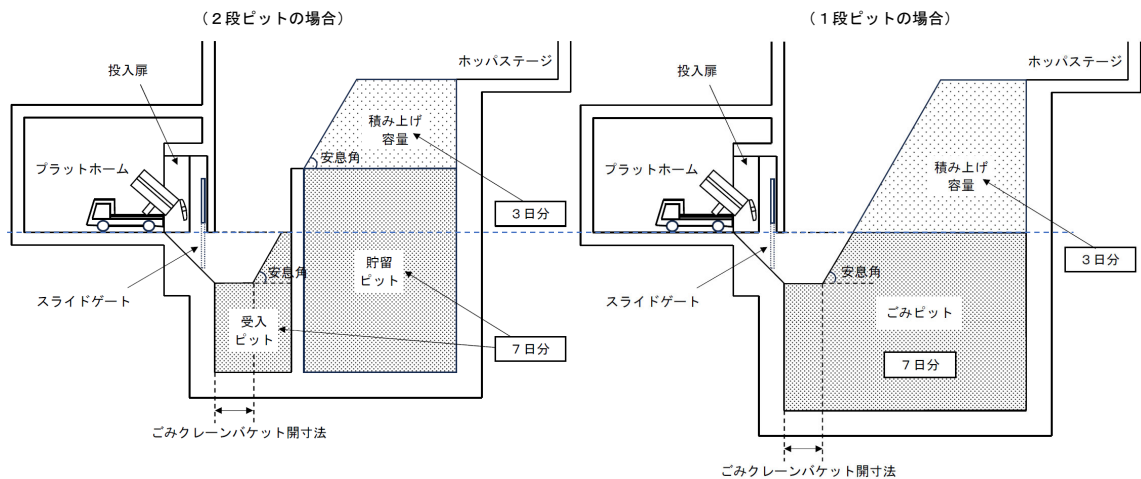 （２段ピットの場合）
ホッパステージ
投入扉
積み上げ
容量
安息角
プラットホーム
３日分
貯留
ピット
安息角
スライドゲート
受入
ピット
７日分
ごみクレーンバケット開寸法
（１段ピットの場合）
ホッパステージ
投入扉
プラットホーム
積み上げ
容量
３日分
安息角
スライドゲート
ごみピット
７日分
ごみクレーンバケット開寸法